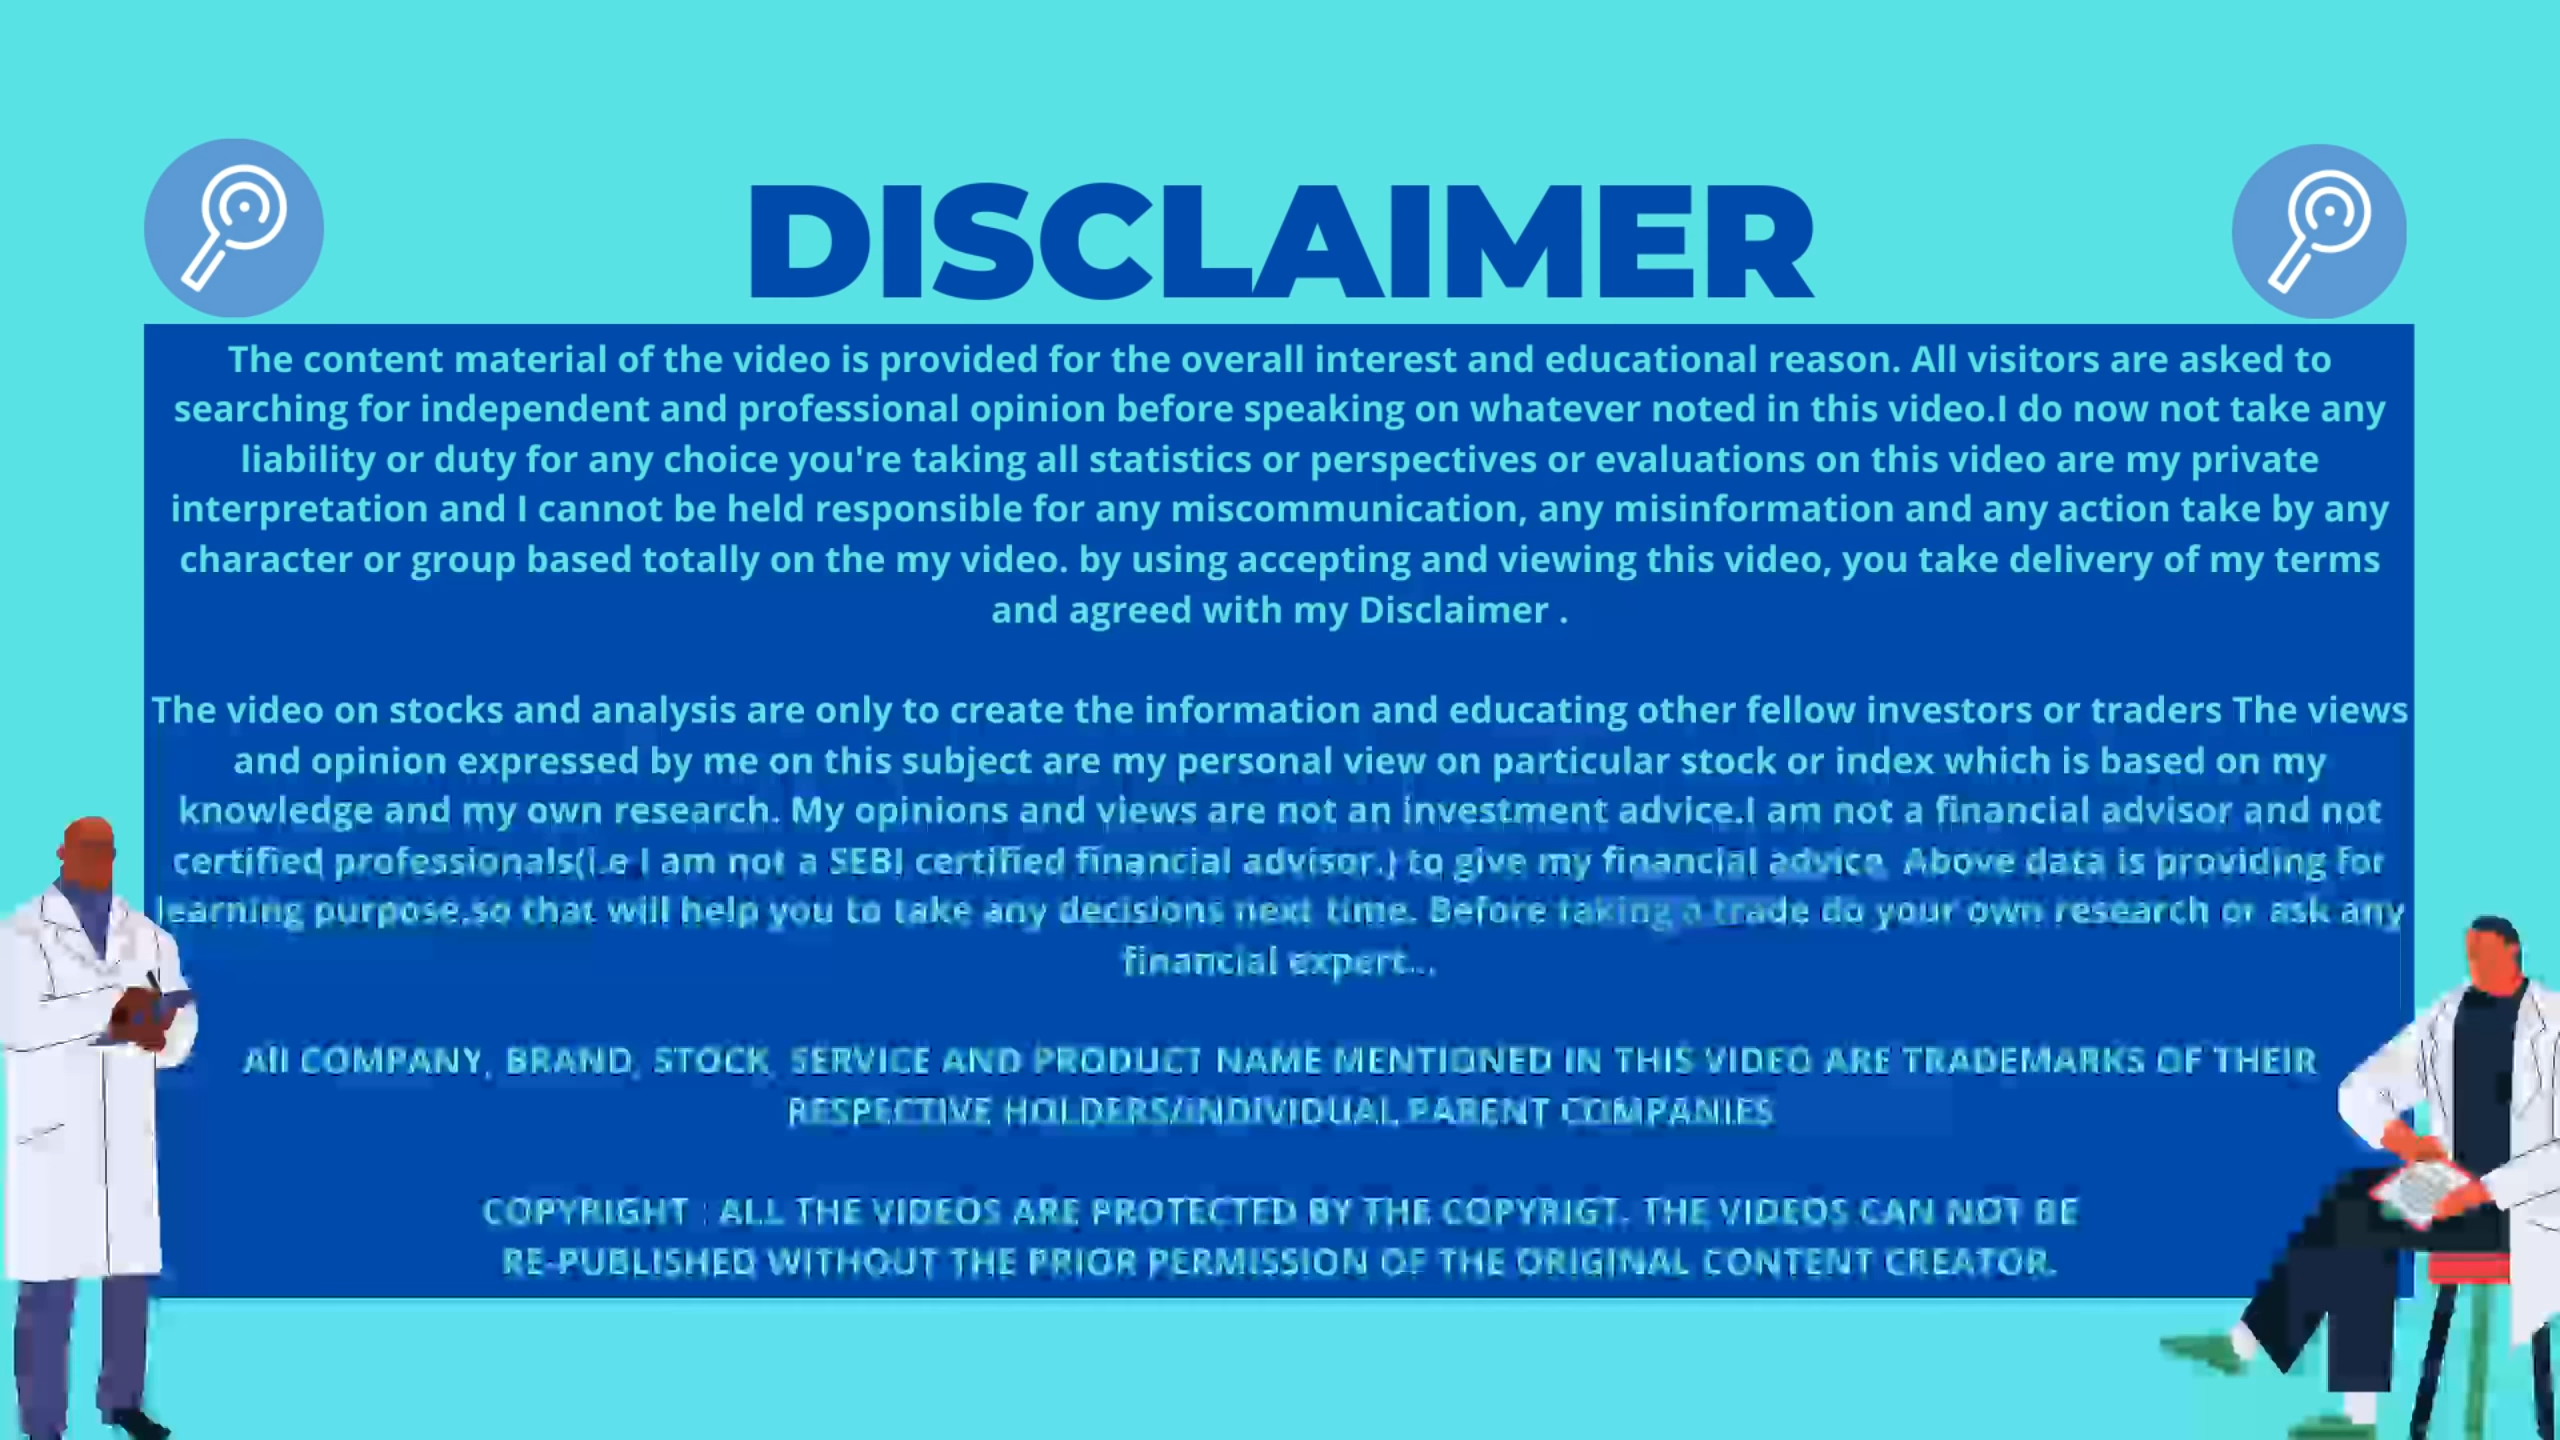 DISCLAIMER
The content material of the video is provided for the overall interest and educational reason. All visitors are asked to
searching for independent and professional opinion before speaking on whatever noted in this video.I do now not take any
liability or duty for any choice you're taking all statistics or perspectives or evaluations on this video are my private
interpretation and I cannot be held responsible for any miscommunication, any misinformation and any action take by any
character or group based totally on the my video. by using accepting and viewing this video, you take delivery of my terms
and agreed with my Disclaimer .
The video on stocks and analysis are only to create the information and educating other fellow investors or traders The views
and opinion expressed by me on this subject are my personal view on particular stock or index which is based on my
knowledge and my own research. My opinions and views are not an investment advice.I am not a financial advisor and not
certified professionals(i.e I am not a SEBI certified financial advisor.) to give my financial advice. Above data is providing for
learning purpose.so that will help you to take any decisions next time. Before taking a trade do your own research or ask any
financial expert...
All COMPANY, BRAND, STOCK, SERVICE AND PRODUCT NAME MENTIONED IN THIS VIDEO ARE TRADEMARKS OF THEIR
RESPECTIVE HOLDERS/INDIVIDUAL PARENT COMPANIES
COPYRIGHT : ALL THE VIDEOS ARE PROTECTED BY THE COPYRIGT. THE VIDEOS CAN NOT BE
RE-PUBLISHED WITHOUT THE PRIOR PERMISSION OF THE ORIGINAL CONTENT CREATOR.